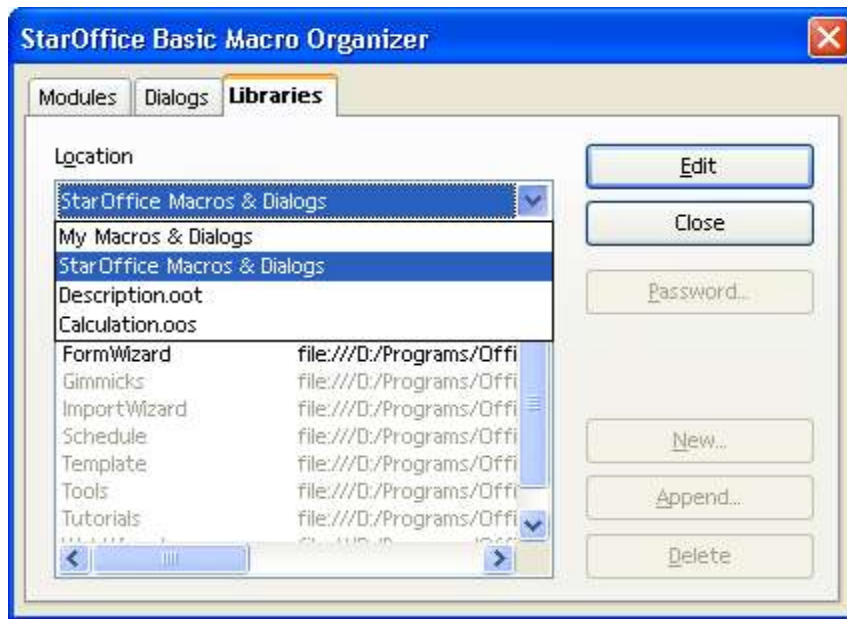 StarOffice Basic Macro Organizer
Modules Dialogs Libraries
Location
StarOffice Macros & Dialogs
My Macros & Dialogs
StarOffice Macros & Dialogs
Description.oot
Calculation.oos
FormWizard file:///D:/Programs/Offi
Gimmicks file:///D:/Programs/Offi
ImportWizard file:///D:/Programs/Offi
Schedule file:///D:/Programs/Offi
Template file:///D:/Programs/Offi
Tools file:///D:/Programs/Offi
Tutorials file:///D:/Programs/Offi
Edit
Close
Password...
New...
Append...
Delete